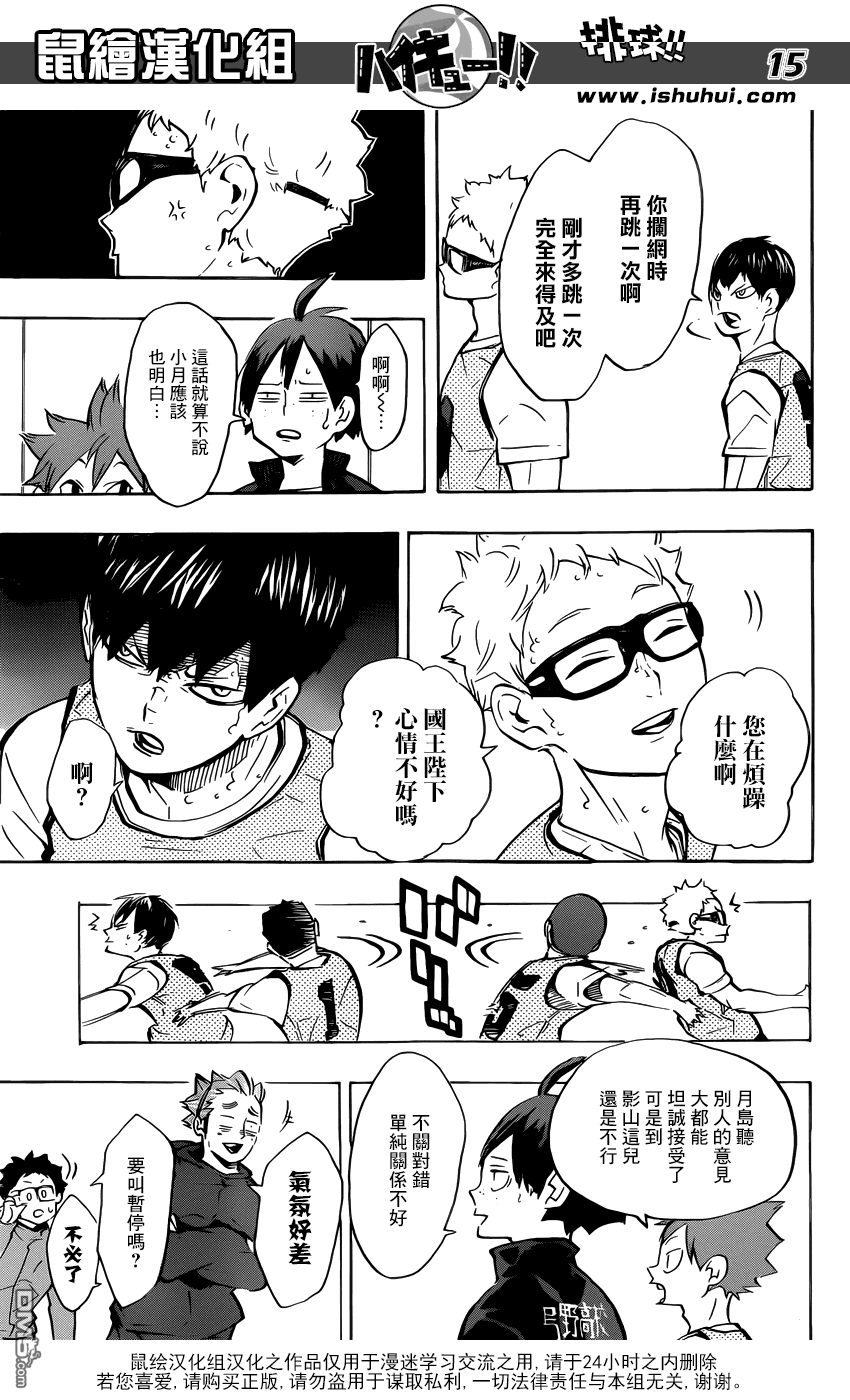 鼠繪漢化組
ハイキュー!!
排球!!
15
www.ishuhui.com
你攔網時
再跳一次啊
剛才多跳一次
完全來得及吧
啊啊
這話就算不說
小月應該
也明白…
您在煩躁
什麼啊
國王陛下
心情不好嗎
？
啊？
月島聽
別人的意見
大都能
坦誠接受了
可是到
影山這兒
還是不行
不關對錯
單純關係不好
氣氛好差
要叫暫停嗎？
不必了
鼠绘汉化组汉化之作品仅用于漫迷学习交流之用, 请于24小时之内删除
若您喜爱, 请购买正版, 请勿用于谋取私利, 一切法律责任与本组无关, 谢谢。